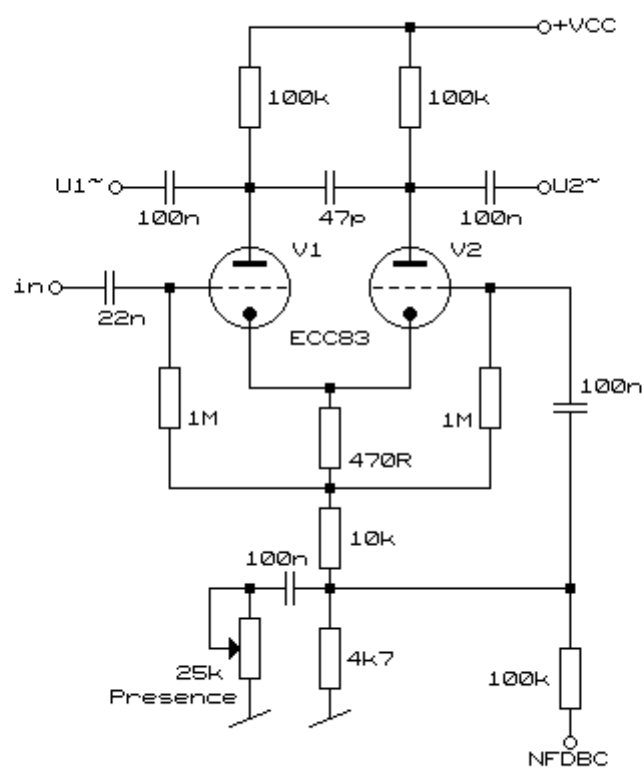 +VCC
100k
100k
U1~
100n
47p
100n
U2~
V1
V2
in
22n
ECC83
1M
1M
100n
470R
10k
100n
25k
Presence
4k7
100k
NFDBC